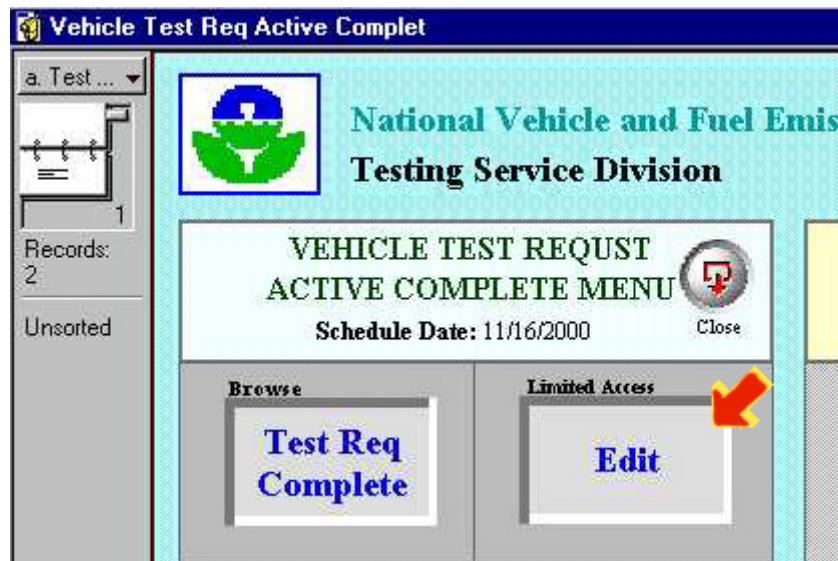 Vehicle Test Req Active Complet
a. Test ...
1
Records:
2
Unsorted
National Vehicle and Fuel Emis
Testing Service Division
VEHICLE TEST REQUST
ACTIVE COMPLETE MENU
Schedule Date: 11/16/2000
Close
Browse
Test Req
Complete
Limited Access
Edit